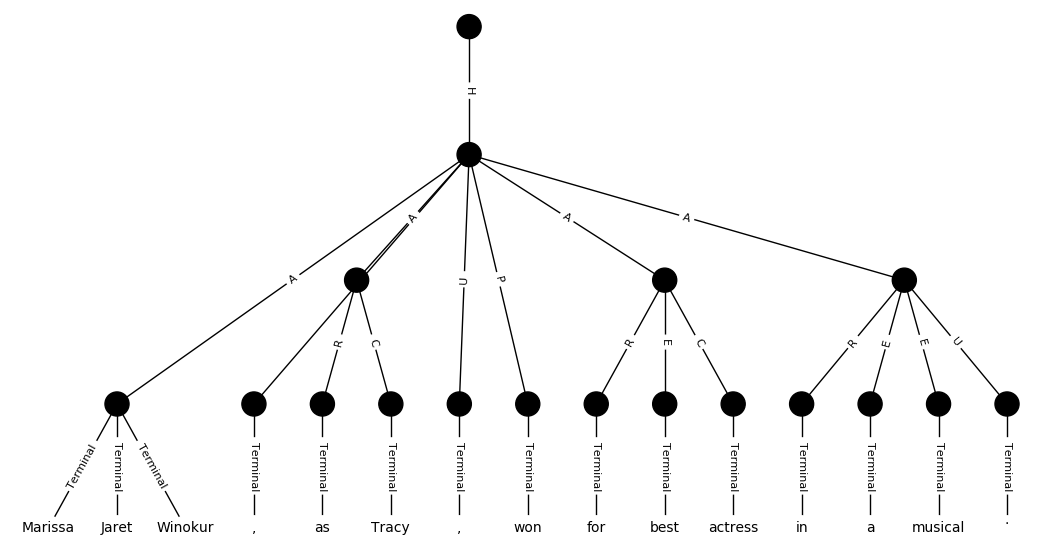 H
A A U P A A
R C R E C R E E U
Terminal Terminal Terminal Terminal Terminal Terminal Terminal Terminal Terminal Terminal Terminal Terminal Terminal Terminal Terminal
Marissa Jaret Winokur , as Tracy , won for best actress in a musical .